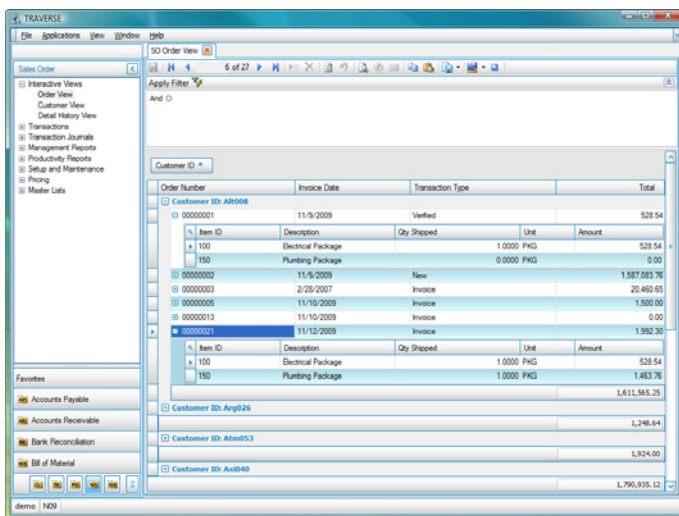 TRAVERSE
File Applications View Window Help
SO Order View
Sales Order
6 of 27
Interactive Views
Order View
Customer View
Detail History View
Transactions
Transaction Journals
Management Reports
Productivity Reports
Setup and Maintenance
Pricing
Master Lists
Apply Filter
And
Customer ID
Order Number Invoice Date Transaction Type Total
Customer ID: Alt008
00000001 11/9/2009 Verified 528.54
Item ID Description Qty Shipped Unit Amount
100 Electrical Package 1.0000 PKG 528.54
150 Plumbing Package 0.0000 PKG 0.00
00000002 11/9/2009 New 1,587,083.76
00000003 2/28/2007 Invoice 20,460.65
00000005 11/10/2009 Invoice 1,500.00
00000013 11/10/2009 Invoice 0.00
00000021 11/12/2009 Invoice 1,992.30
Item ID Description Qty Shipped Unit Amount
100 Electrical Package 1.0000 PKG 528.54
150 Plumbing Package 1.0000 PKG 1,463.76
1,611,565.25
Customer ID: Arg026
1,248.64
Customer ID: Atm053
1,924.00
Customer ID: Axi040
1,790,935.12
Favorites
Accounts Payable
Accounts Receivable
Bank Reconciliation
Bill of Material
demo N09